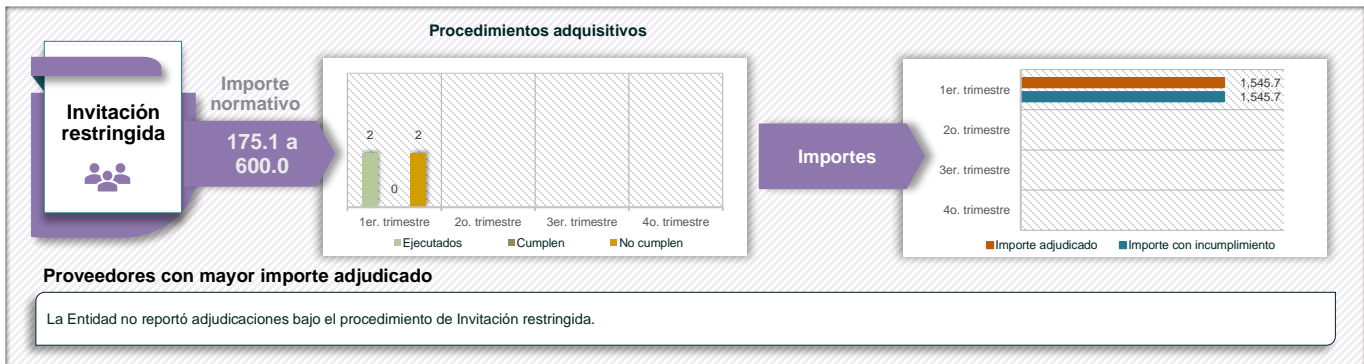 Procedimientos adquisitivos
Invitación
restringida
Importe
normativo
175.1 a
600.0
2
0
2
1er. trimestre
2o. trimestre
3er. trimestre
4o. trimestre
Ejecutados
Cumplen
No cumplen
Importes
1er. trimestre
2o. trimestre
3er. trimestre
4o. trimestre
1,545.7
1,545.7
Importe adjudicado
Importe con incumplimiento
Proveedores con mayor importe adjudicado
La Entidad no reportó adjudicaciones bajo el procedimiento de Invitación restringida.